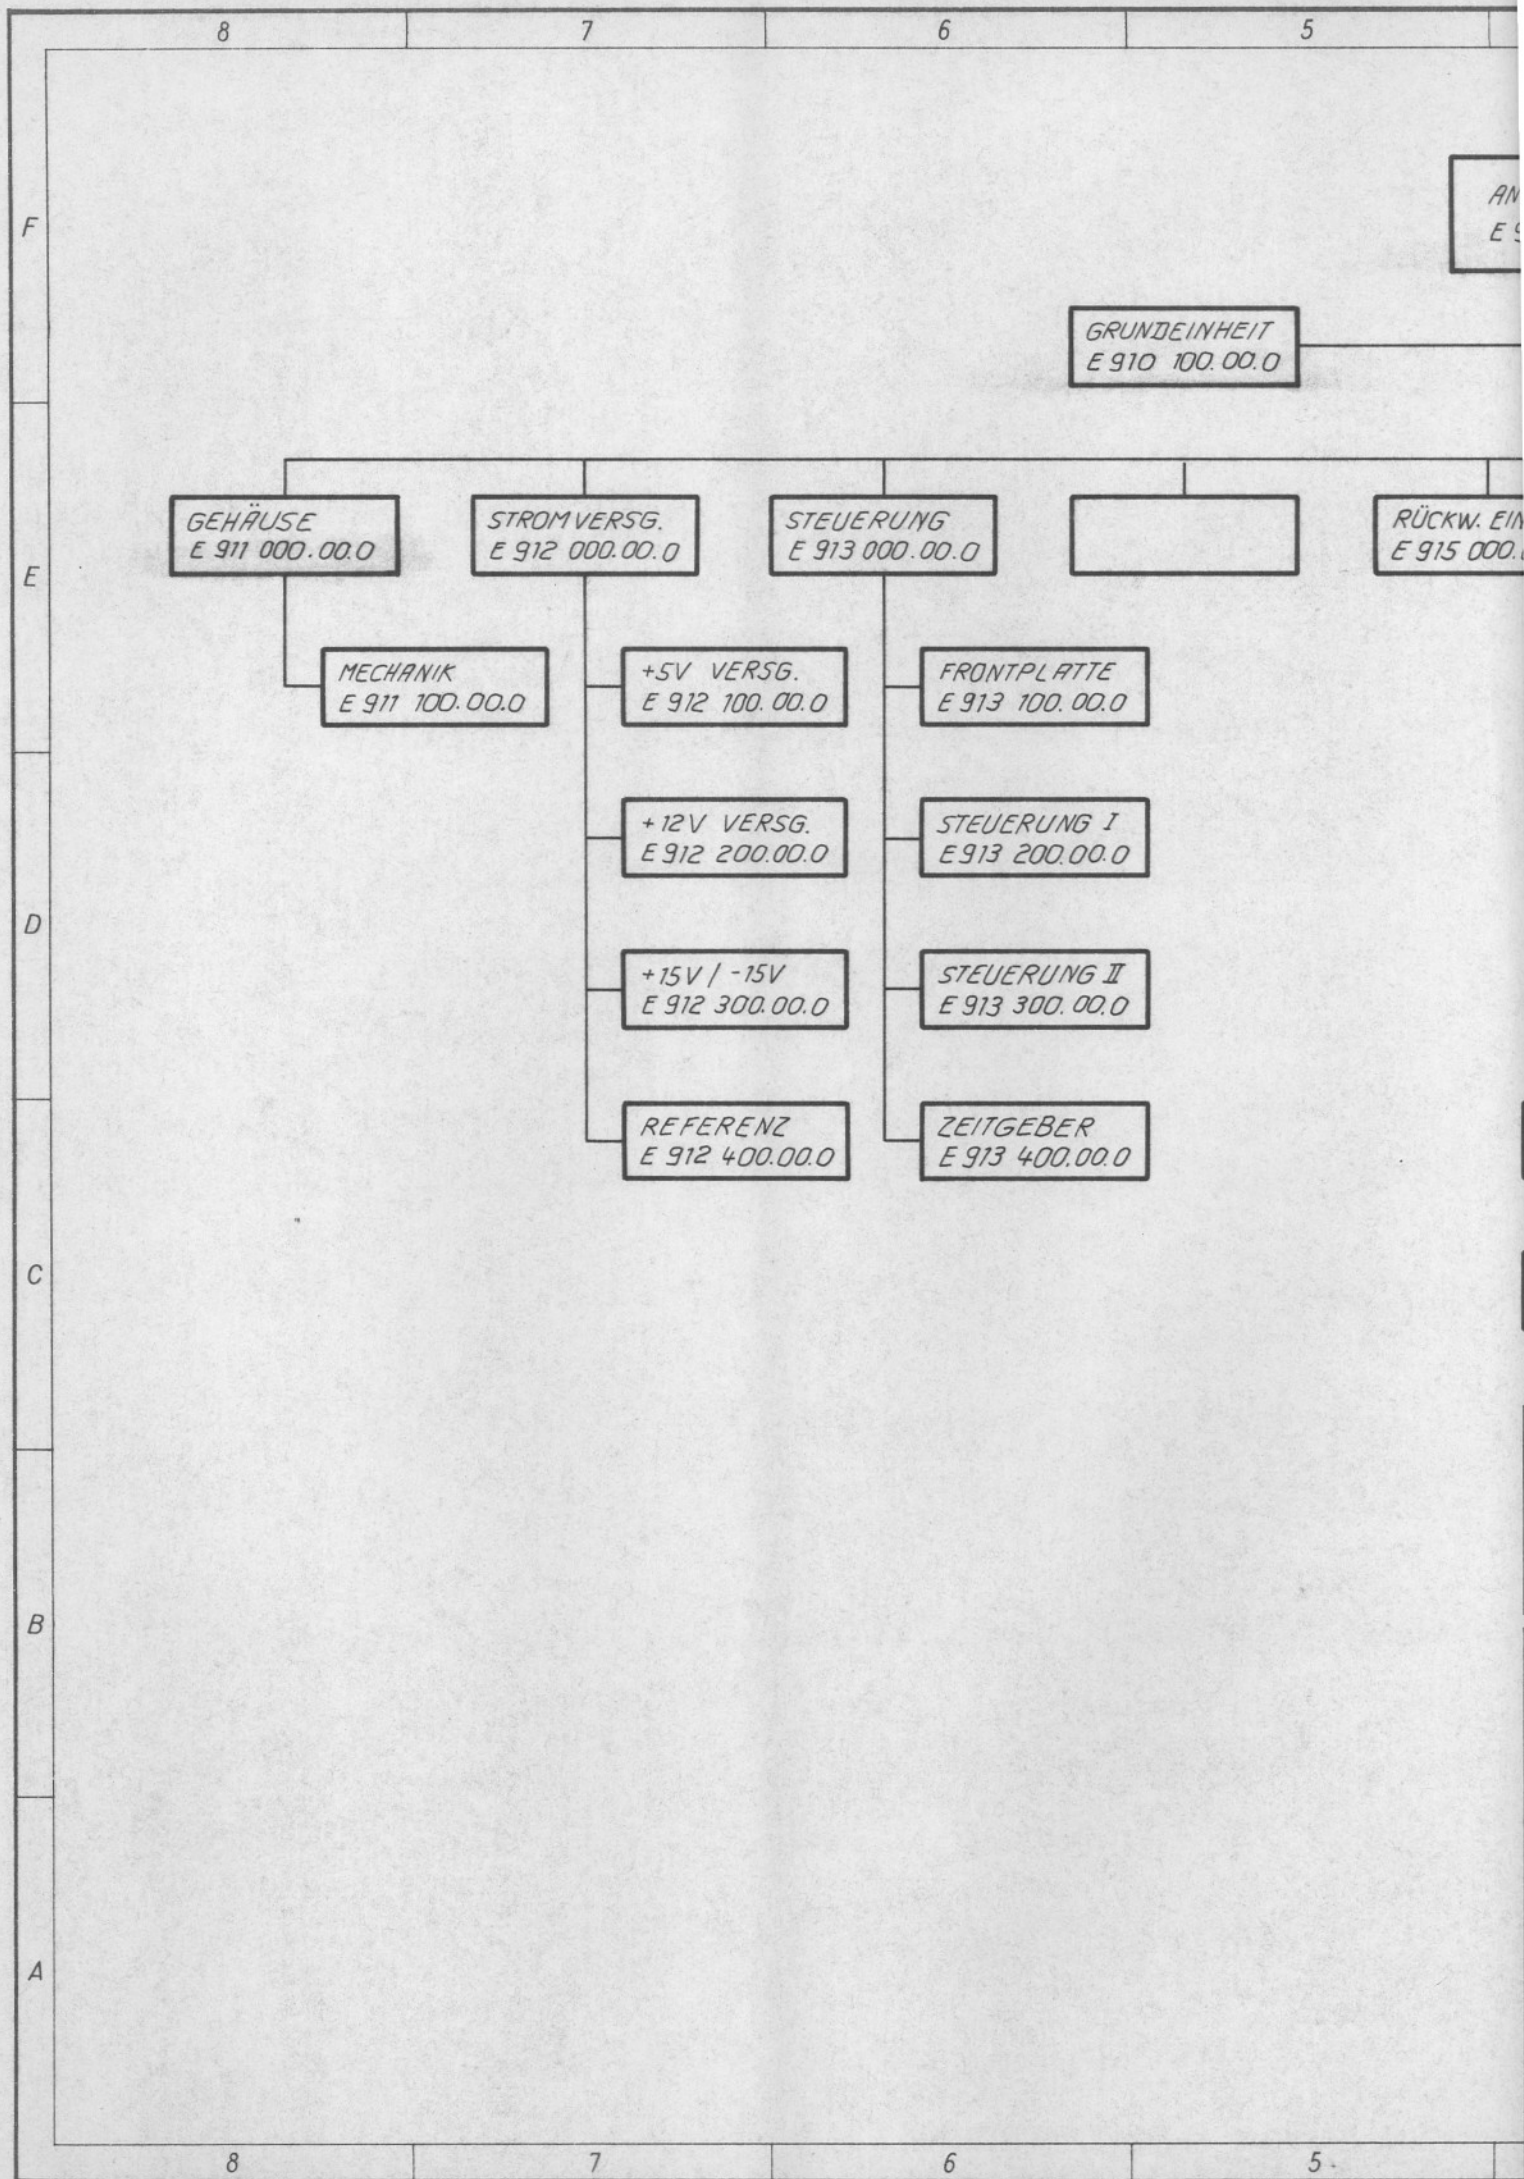 8 7 6 5
F
GRUNDEINHEIT
E 910 100.00.0
GEHÄUSE
E 911 000.00.0
STROMVERSG.
E 912 000.00.0
STEUERUNG
E 913 000.00.0
RÜCKW.
E 915 000.
E
MECHANIK
E 911 100.00.0
+5V VERSG.
E 912 100.00.0
FRONTPLATTE
E 913 100.00.0
+12V VERSG.
E 912 200.00.0
STEUERUNG I
E 913 200.00.0
D
+15V / -15V
E 912 300.00.0
STEUERUNG II
E 913 300.00.0
REFERENZ
E 912 400.00.0
ZEITGEBER
E 913 400.00.0
C
B
A
8 7 6 5